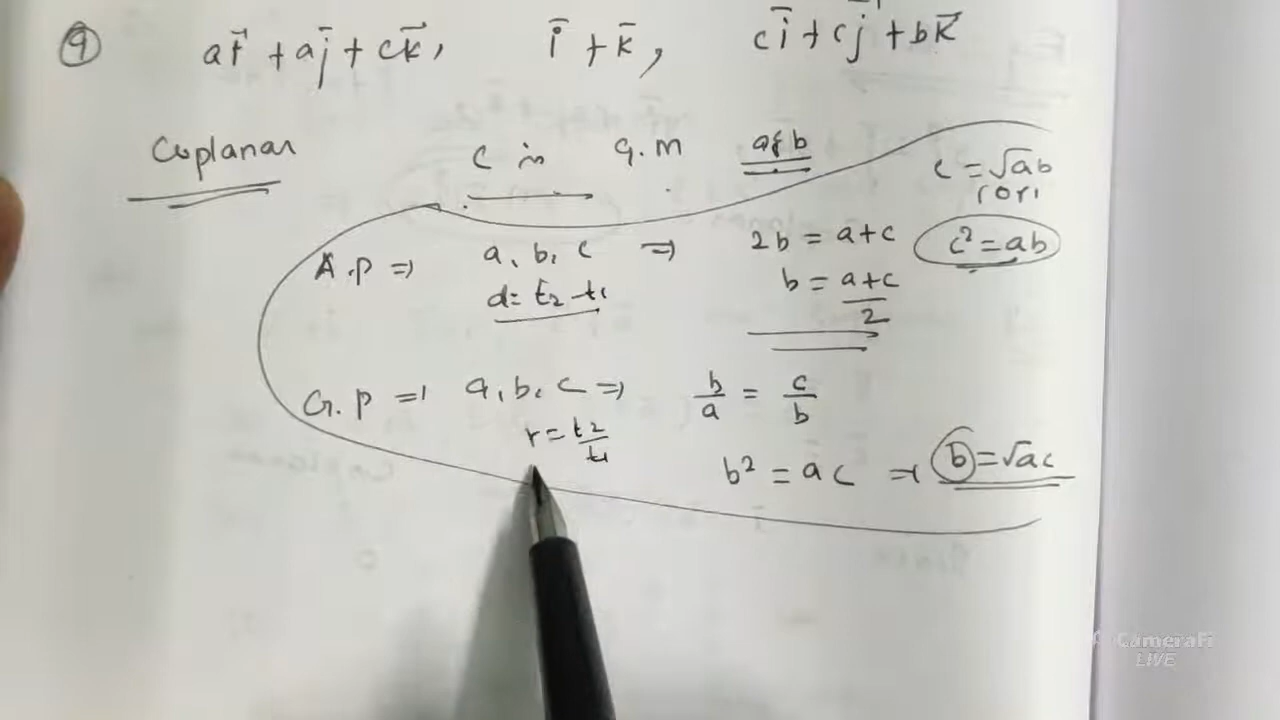 9 ai⃗ + aj⃗ + ck⃗, i̅ + k̅, ci̅ + cj⃗ + bk⃗
Coplanar c is G.M a & b
c = √ab
(or)
c² = ab
A.P ⇒ a, b, c ⇒ 2b = a+c
d = t₂ - t₁ b = a+c/2
G.P ⇒ a, b, c ⇒ b/a = c/b
r = t₂/t₁
b² = ac ⇒ b = √ac
CameraFi
LIVE